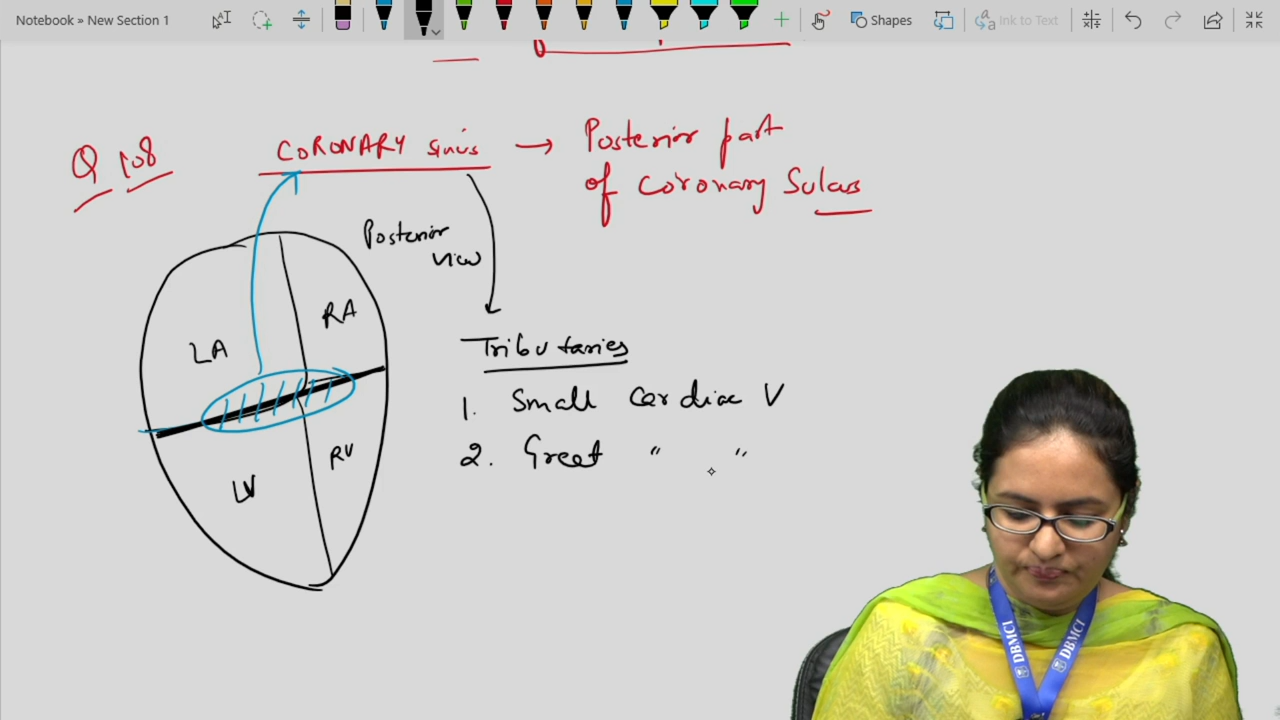 Notebook » New Section 1
Shapes
Ink to Text
Q 108
CORONARY sinus → Posterior part
of coronary Sulcus
Posterior
view
RA
LA
Tributaries
1. Small cardiac V
2. Great " "
RV
LV
DBMCI
DBMCI